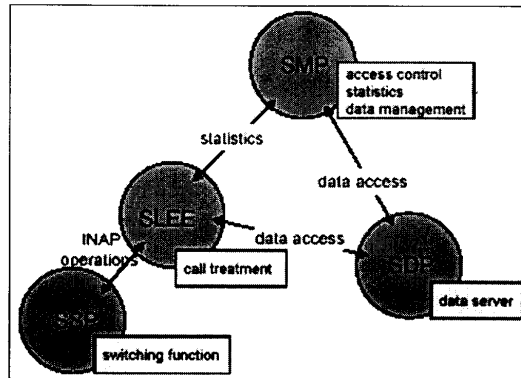 SMP
access control
statistics
data management
statistics
data access
SLEE
INAP
operations
data access
call treatment
SDP
data server
SSP
switching function